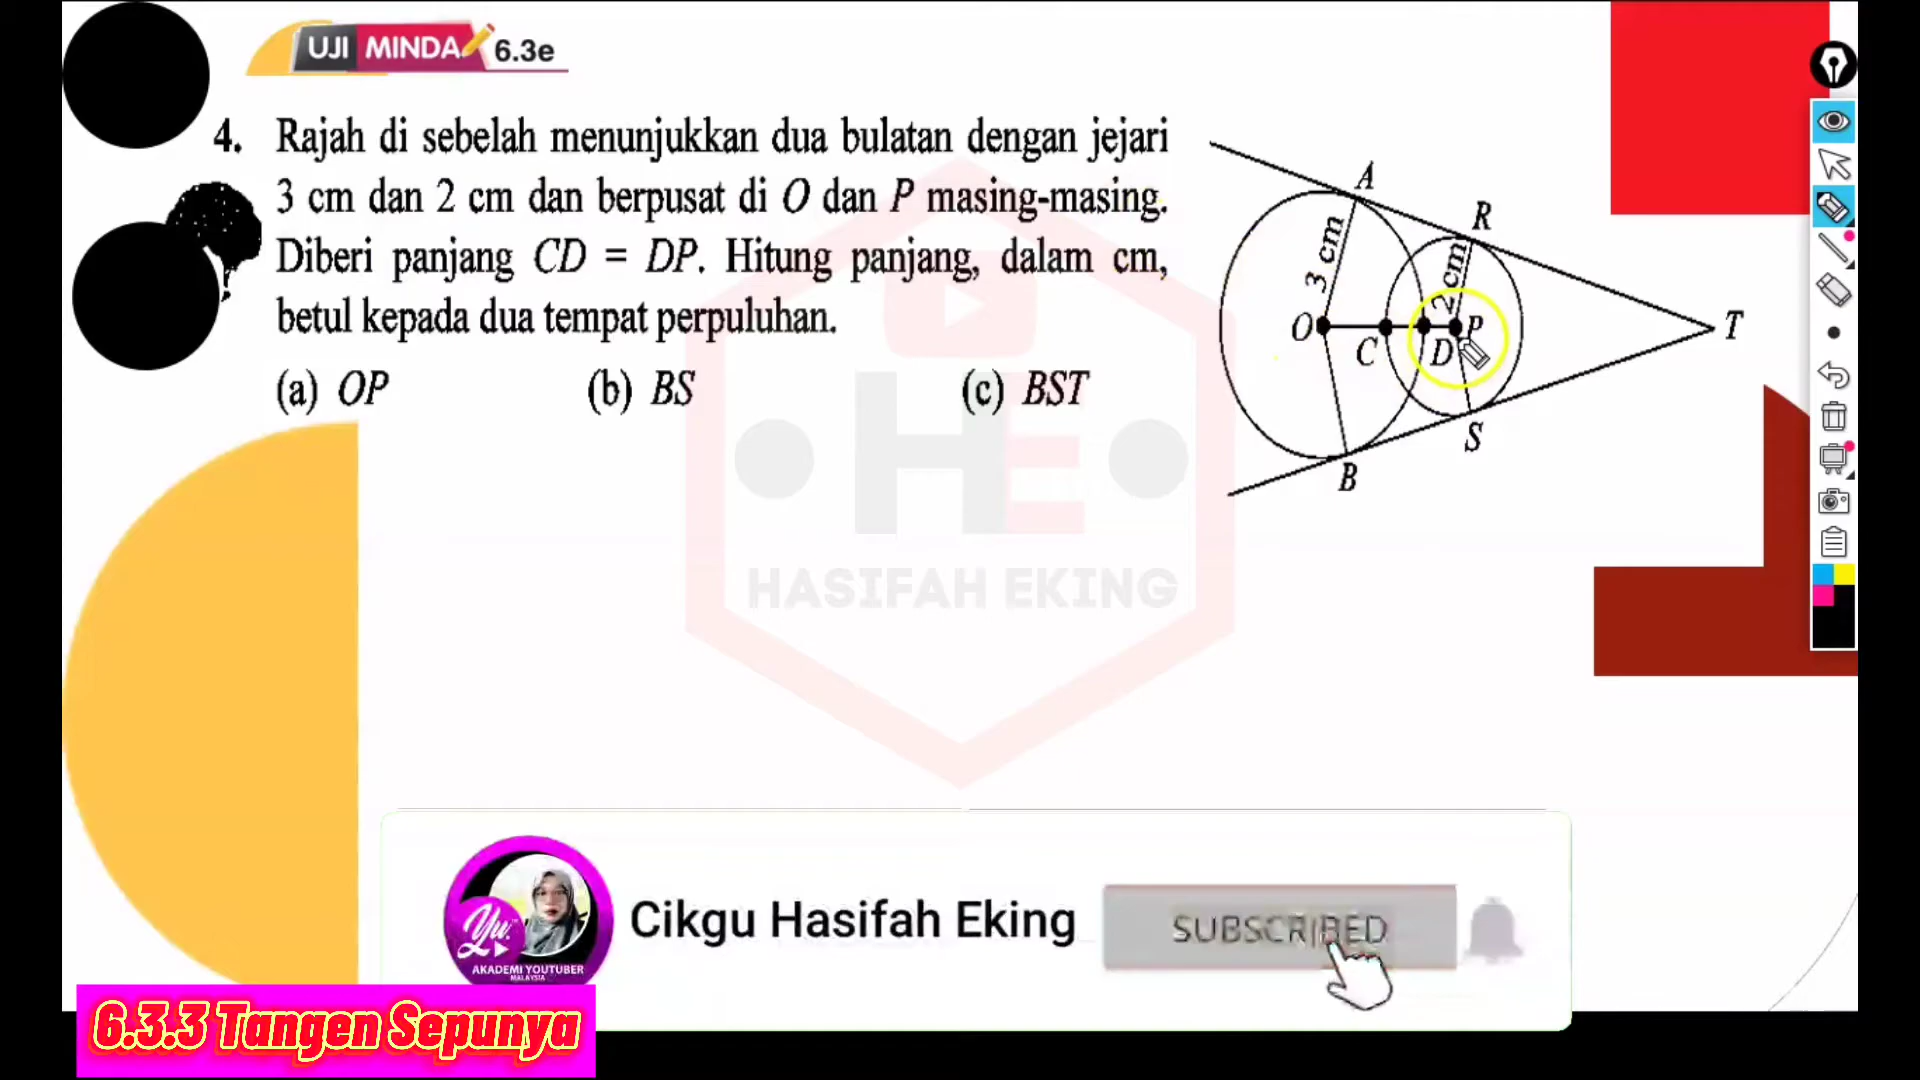 UJI MINDA 6.3e
4. Rajah di sebelah menunjukkan dua bulatan dengan jejari
3 cm dan 2 cm dan berpusat di O dan P masing-masing.
Diberi panjang CD = DP. Hitung panjang, dalam cm,
betul kepada dua tempat perpuluhan.
(a) OP (b) BS (c) BST
A
R
3 cm
2 cm
O
C
D
P
T
S
B
HE
HASIFAH EKING
Yu.
AKADEMI YOUTUBER
MALAYSIA
Cikgu Hasifah Eking
SUBSCRIBED
6.3.3 Tangen Sepunya